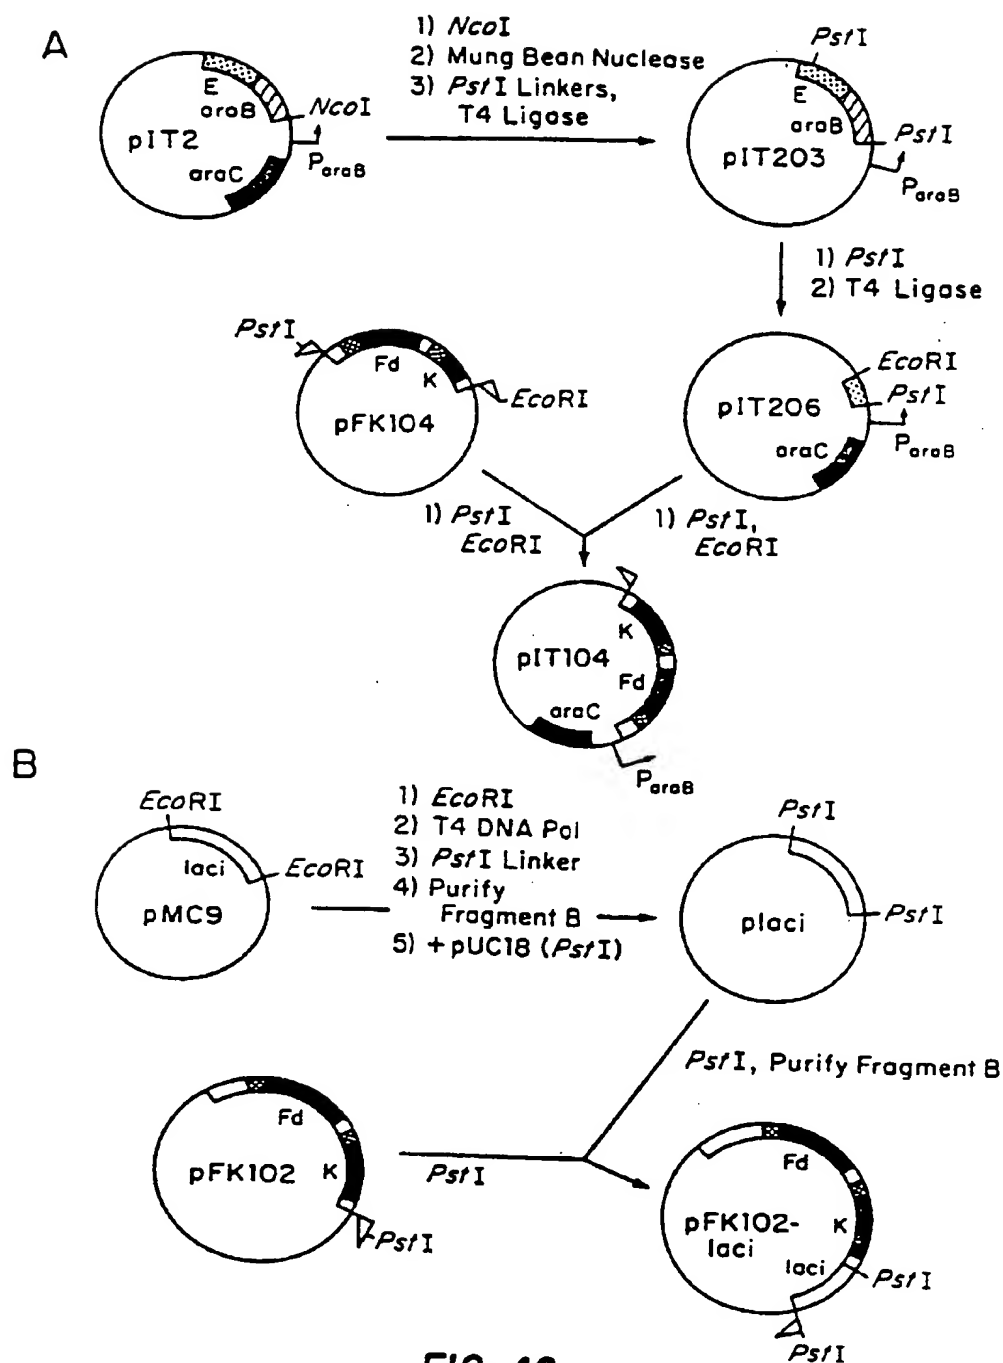 A
1) NcoI
2) Mung Bean Nuclease
3) PstI Linkers,
T4 Ligase
E
araB
NcoI
pIT2
araC
ParaB
PstI
E
araB
PstI
pIT203
ParaB
1) PstI
2) T4 Ligase
PstI
Fd
K
EcoRI
pFK104
EcoRI
PstI
pIT206
araC
ParaB
1) PstI
EcoRI
1) PstI,
EcoRI
K
pIT104
Fd
araC
ParaB
B
EcoRI
laci
EcoRI
pMC9
1) EcoRI
2) T4 DNA Pol
3) PstI Linker
4) Purify
Fragment B
5) +pUC18 (PstI)
PstI
placi
PstI
PstI, Purify Fragment B
Fd
pFK102
K
PstI
PstI
Fd
pFK102-
laci
K
laci
PstI
PstI